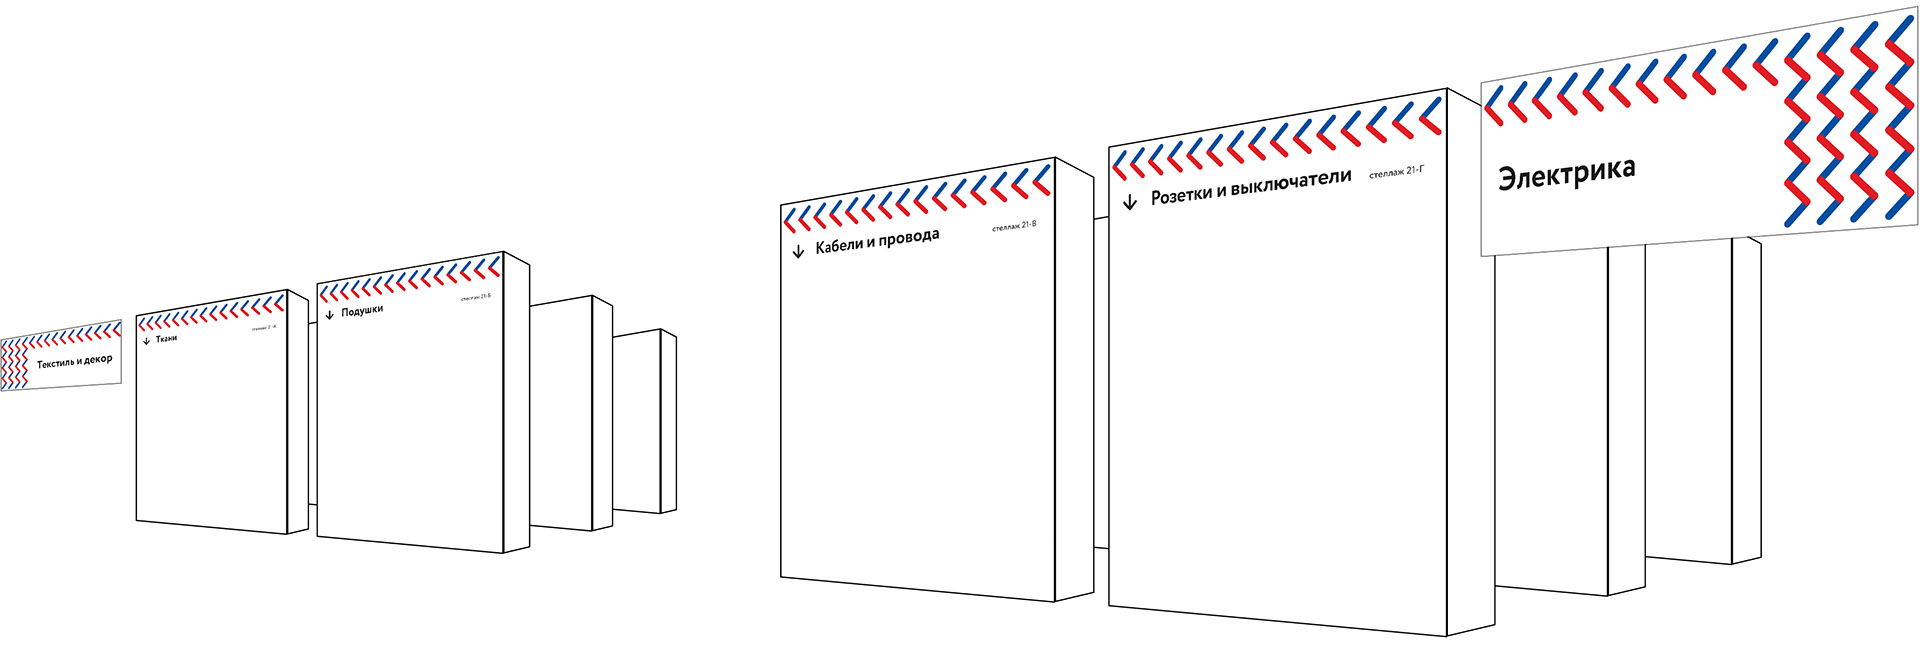 Текстиль и декор
Ткани
стеллаж 21-А
Подушки
стеллаж 21-Б
Кабели и провода
стеллаж 21-В
Розетки и выключатели
стеллаж 21-Г
Электрика